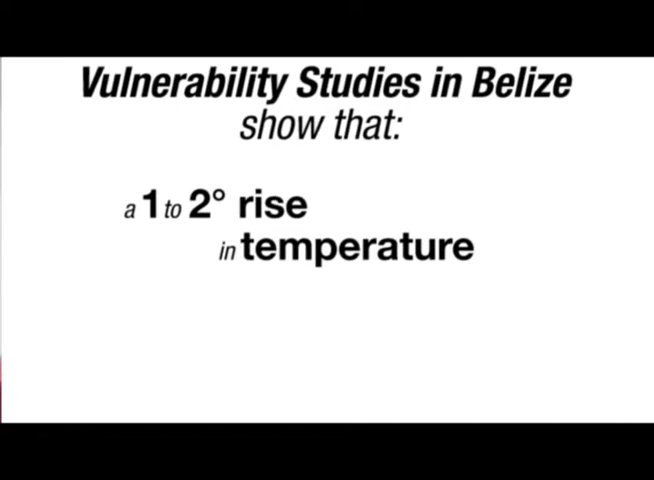 Vulnerability Studies in Belize
show that:
a 1 to 2° rise
in temperature